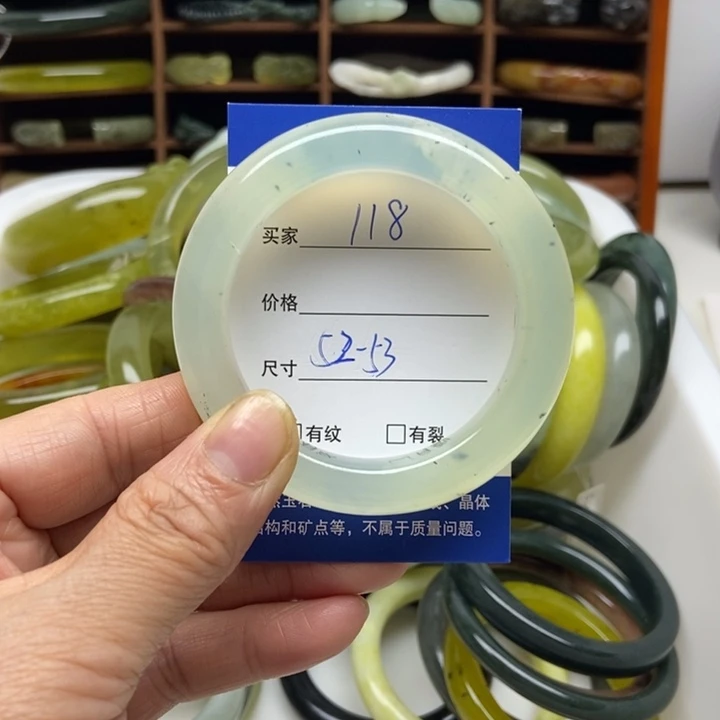 买家 118
价格
尺寸 52-53
有纹 □有裂
晶体
结构和矿点等，不属于质量问题。